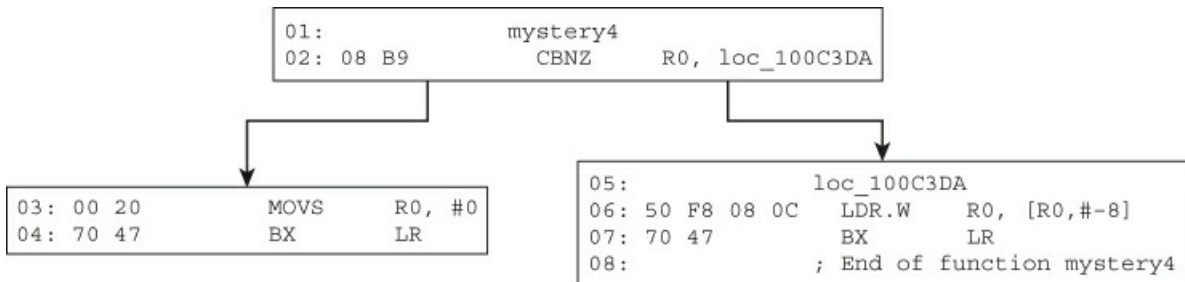 01: mystery4
02: 08 B9 CBNZ R0, loc_100C3DA
03: 00 20 MOVS R0, #0
04: 70 47 BX LR
05: loc_100C3DA
06: 50 F8 08 0C LDR.W R0, [R0,#-8]
07: 70 47 BX LR
08: ; End of function mystery4